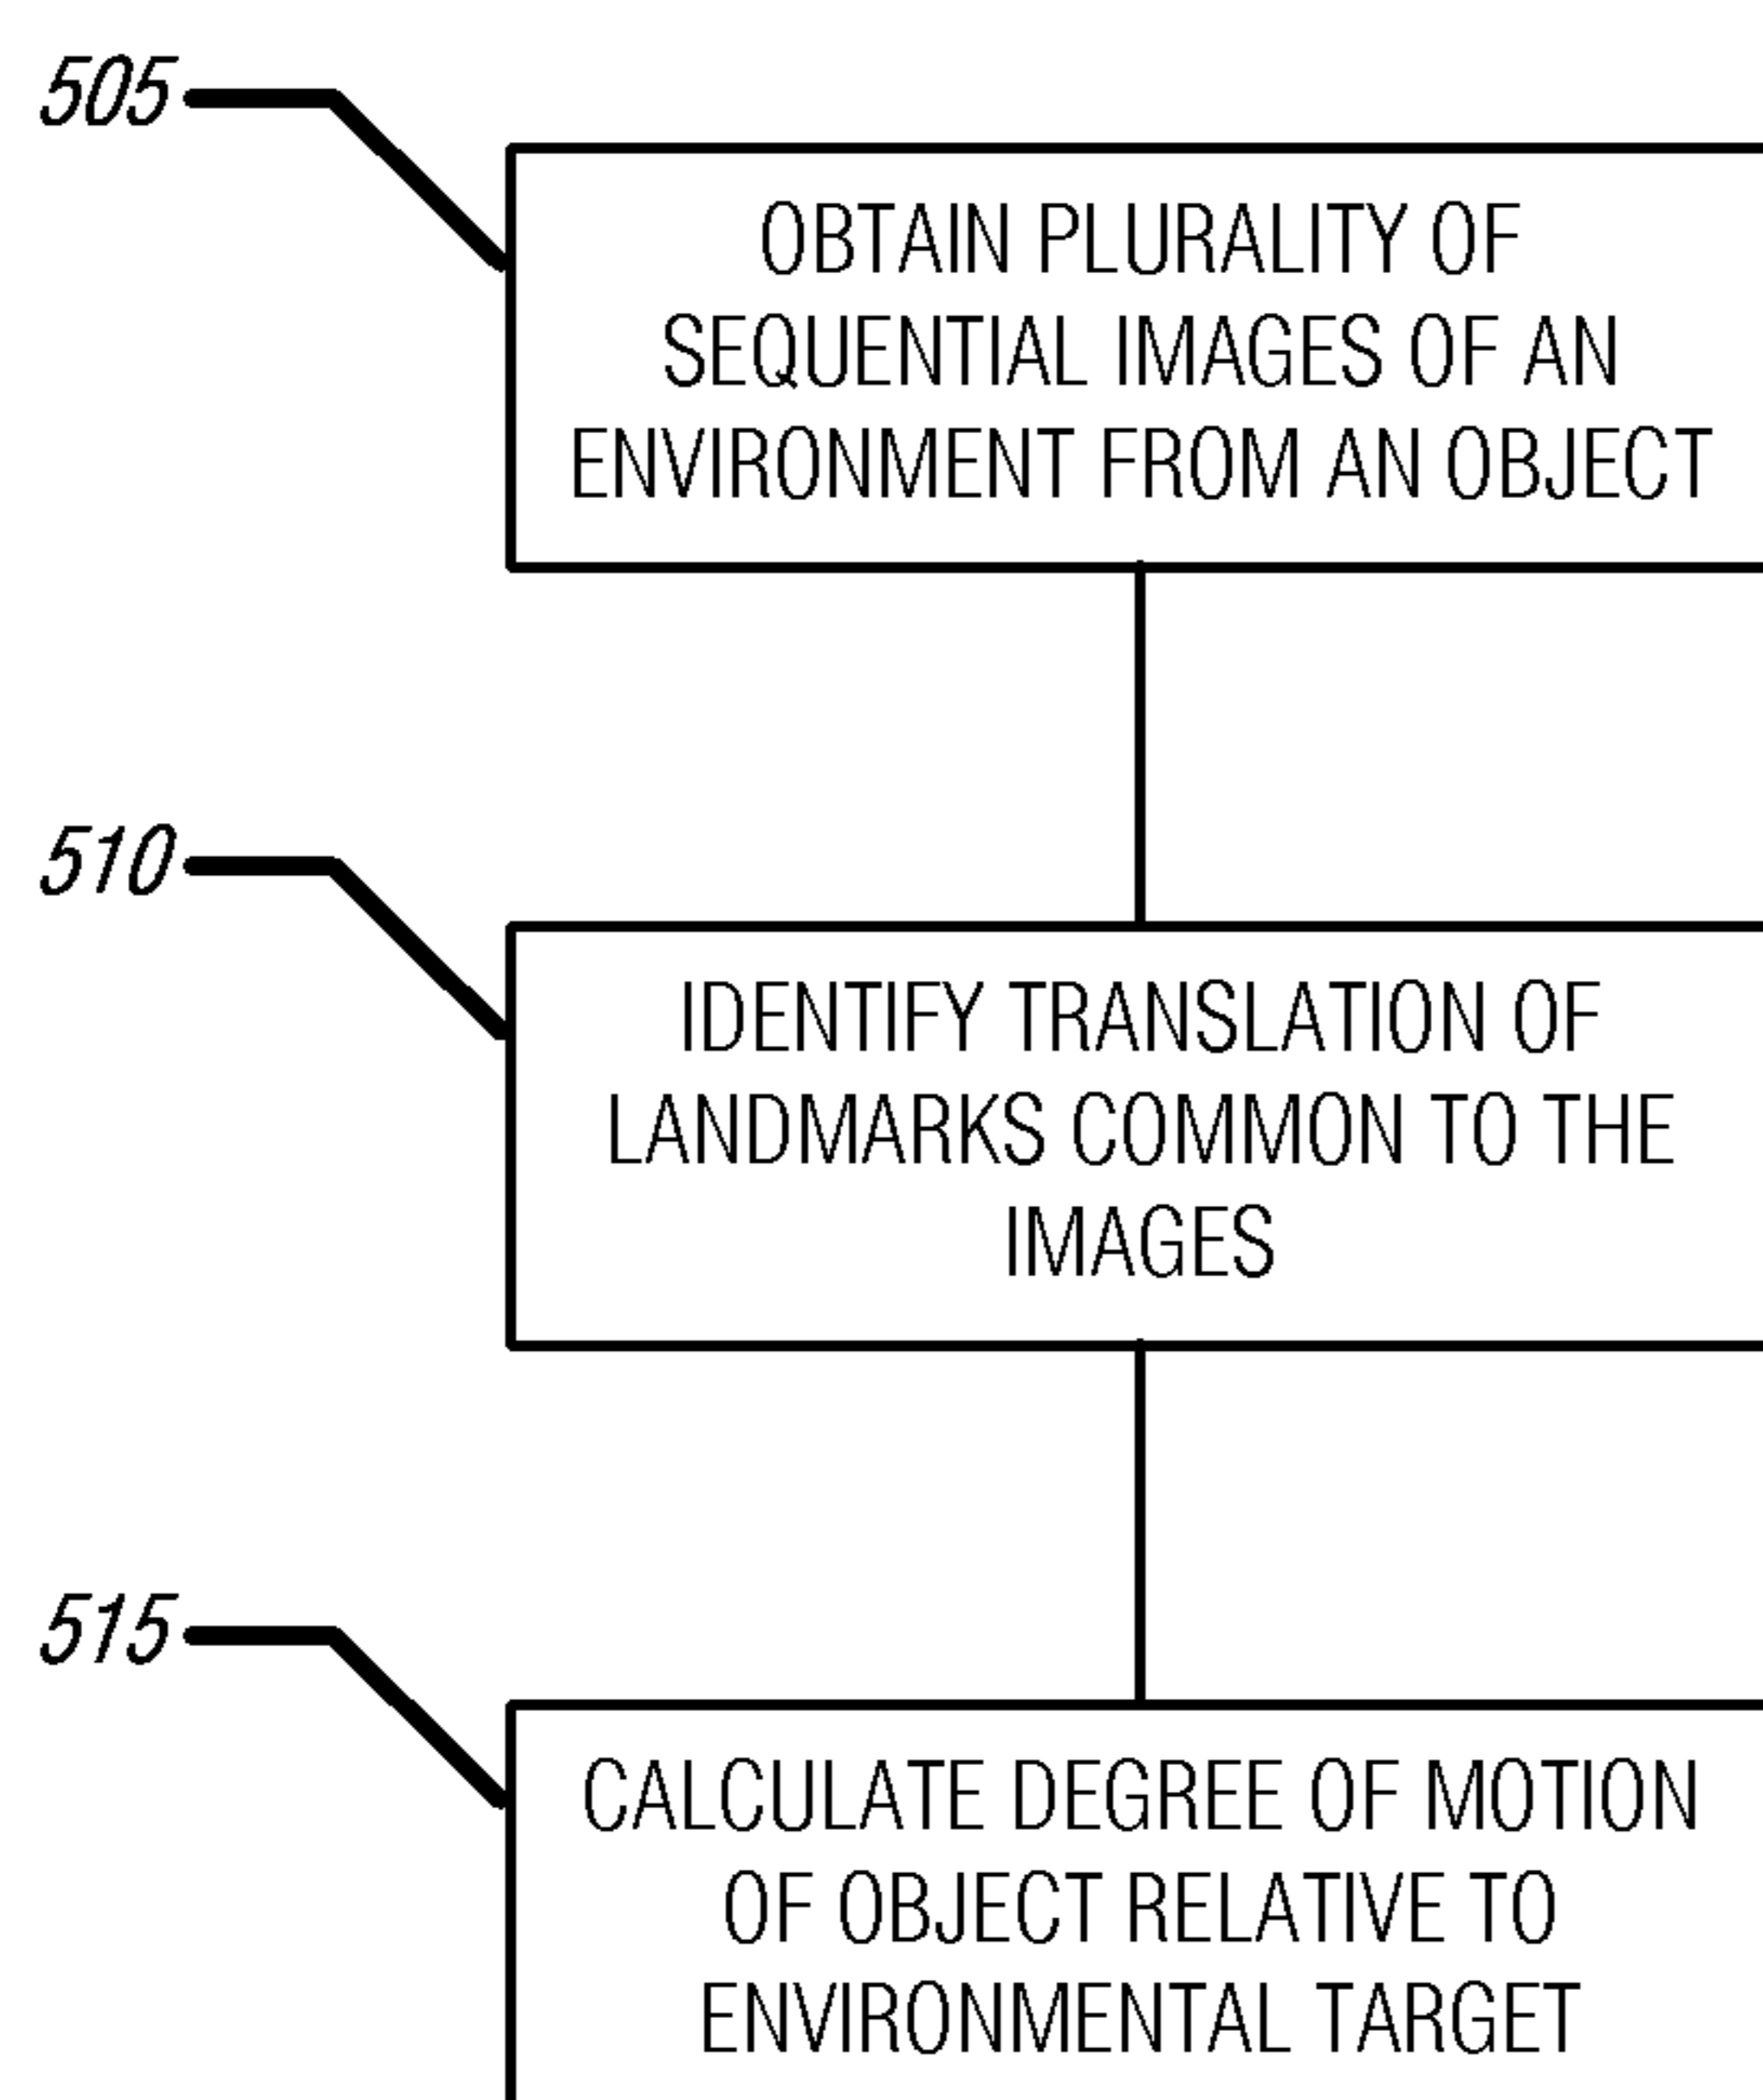 505
OBTAIN PLURALITY OF
SEQUENTIAL IMAGES OF AN
ENVIRONMENT FROM AN OBJECT
510
IDENTIFY TRANSLATION OF
LANDMARKS COMMON TO THE
IMAGES
515
CALCULATE DEGREE OF MOTION
OF OBJECT RELATIVE TO
ENVIRONMENTAL TARGET